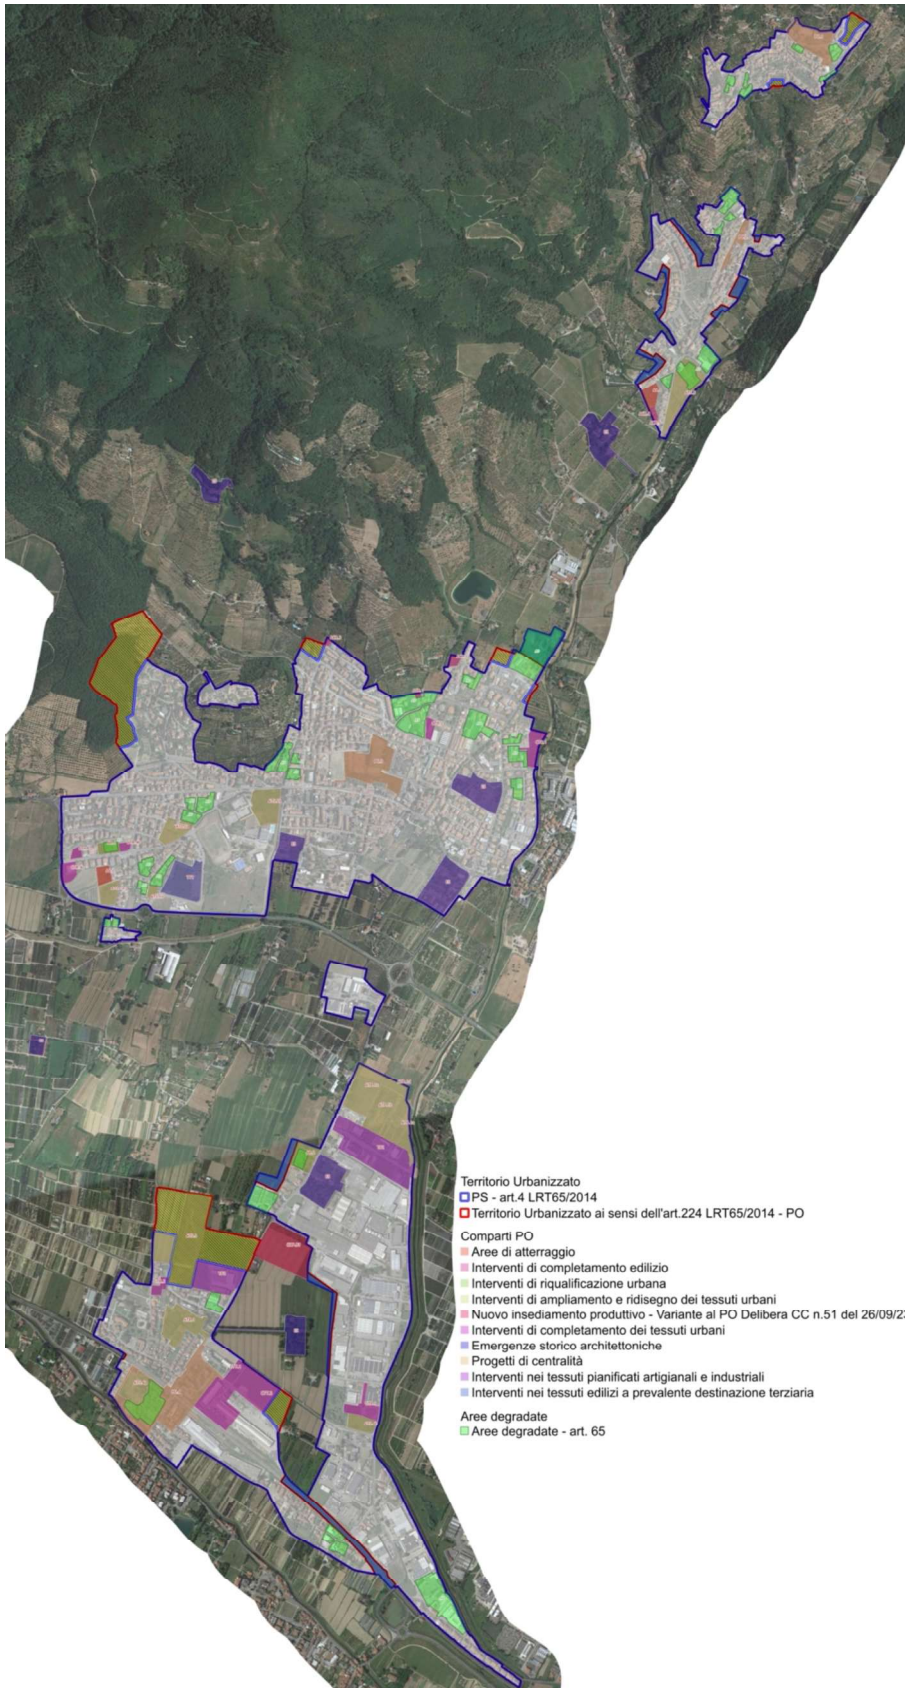 Territorio Urbanizzato
PS - art.4 LRT65/2014
Territorio Urbanizzato ai sensi dell'art.224 LRT65/2014 - PO
Comparti PO
Aree di atterraggio
Interventi di completamento edilizio
Interventi di riqualificazione urbana
Interventi di ampliamento e ridisegno dei tessuti urbani
Nuovo insediamento produttivo - Variante al PO Delibera CC n.51 del 26/09/2
Interventi di completamento dei tessuti urbani
Emergenze storico architettoniche
Progetti di centralità
Interventi nei tessuti pianificati artigianali e industriali
Interventi nei tessuti edilizi a prevalente destinazione terziaria
Aree degradate
Aree degradate - art. 65